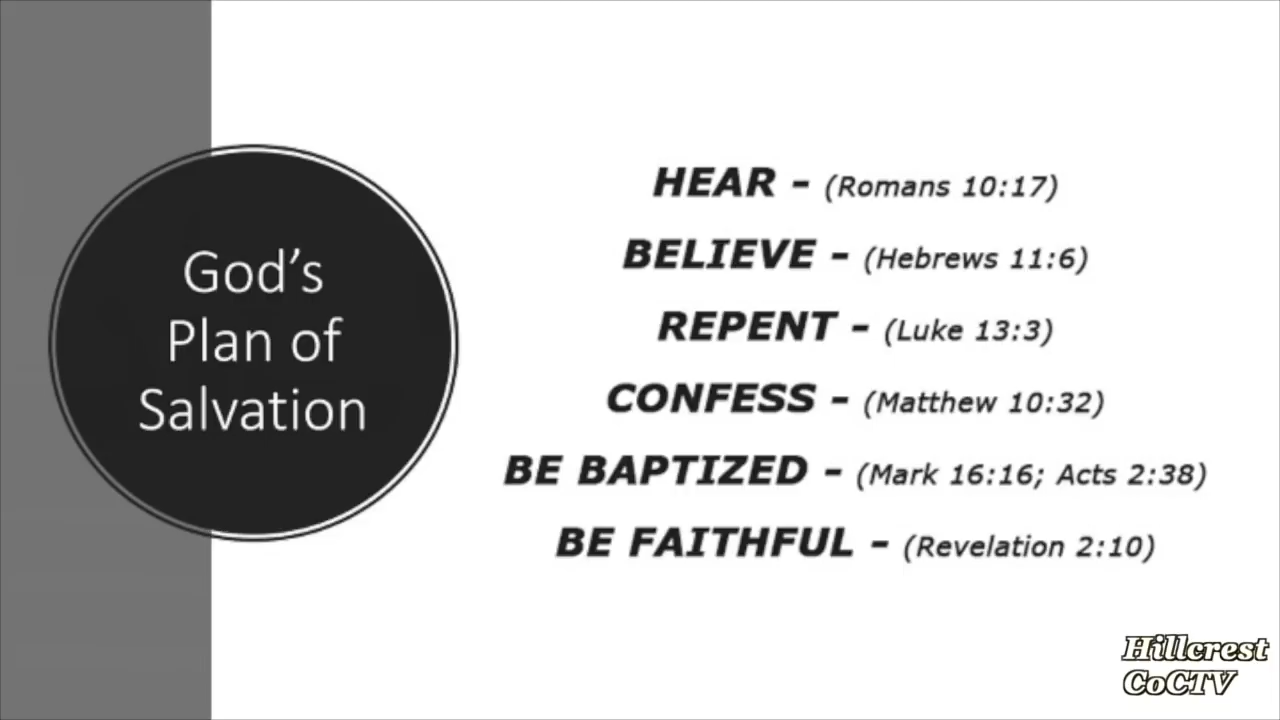 God’s
Plan of
Salvation
HEAR - (Romans 10:17)
BELIEVE - (Hebrews 11:6)
REPENT - (Luke 13:3)
CONFESS - (Matthew 10:32)
BE BAPTIZED - (Mark 16:16; Acts 2:38)
BE FAITHFUL - (Revelation 2:10)
Hillcrest
CoCTV